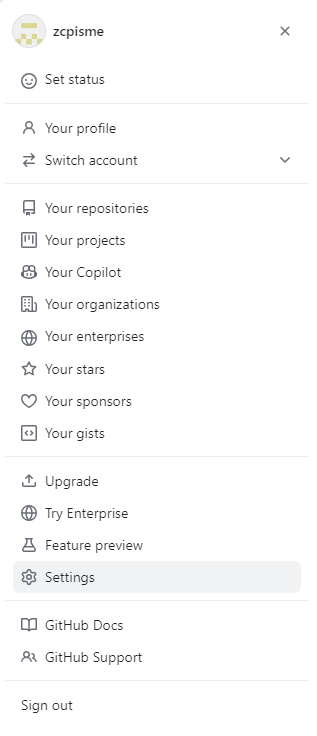 zcpisme
Set status
Your profile
Switch account
Your repositories
Your projects
Your Copilot
Your organizations
Your enterprises
Your stars
Your sponsors
Your gists
Upgrade
Try Enterprise
Feature preview
Settings
GitHub Docs
GitHub Support
Sign out